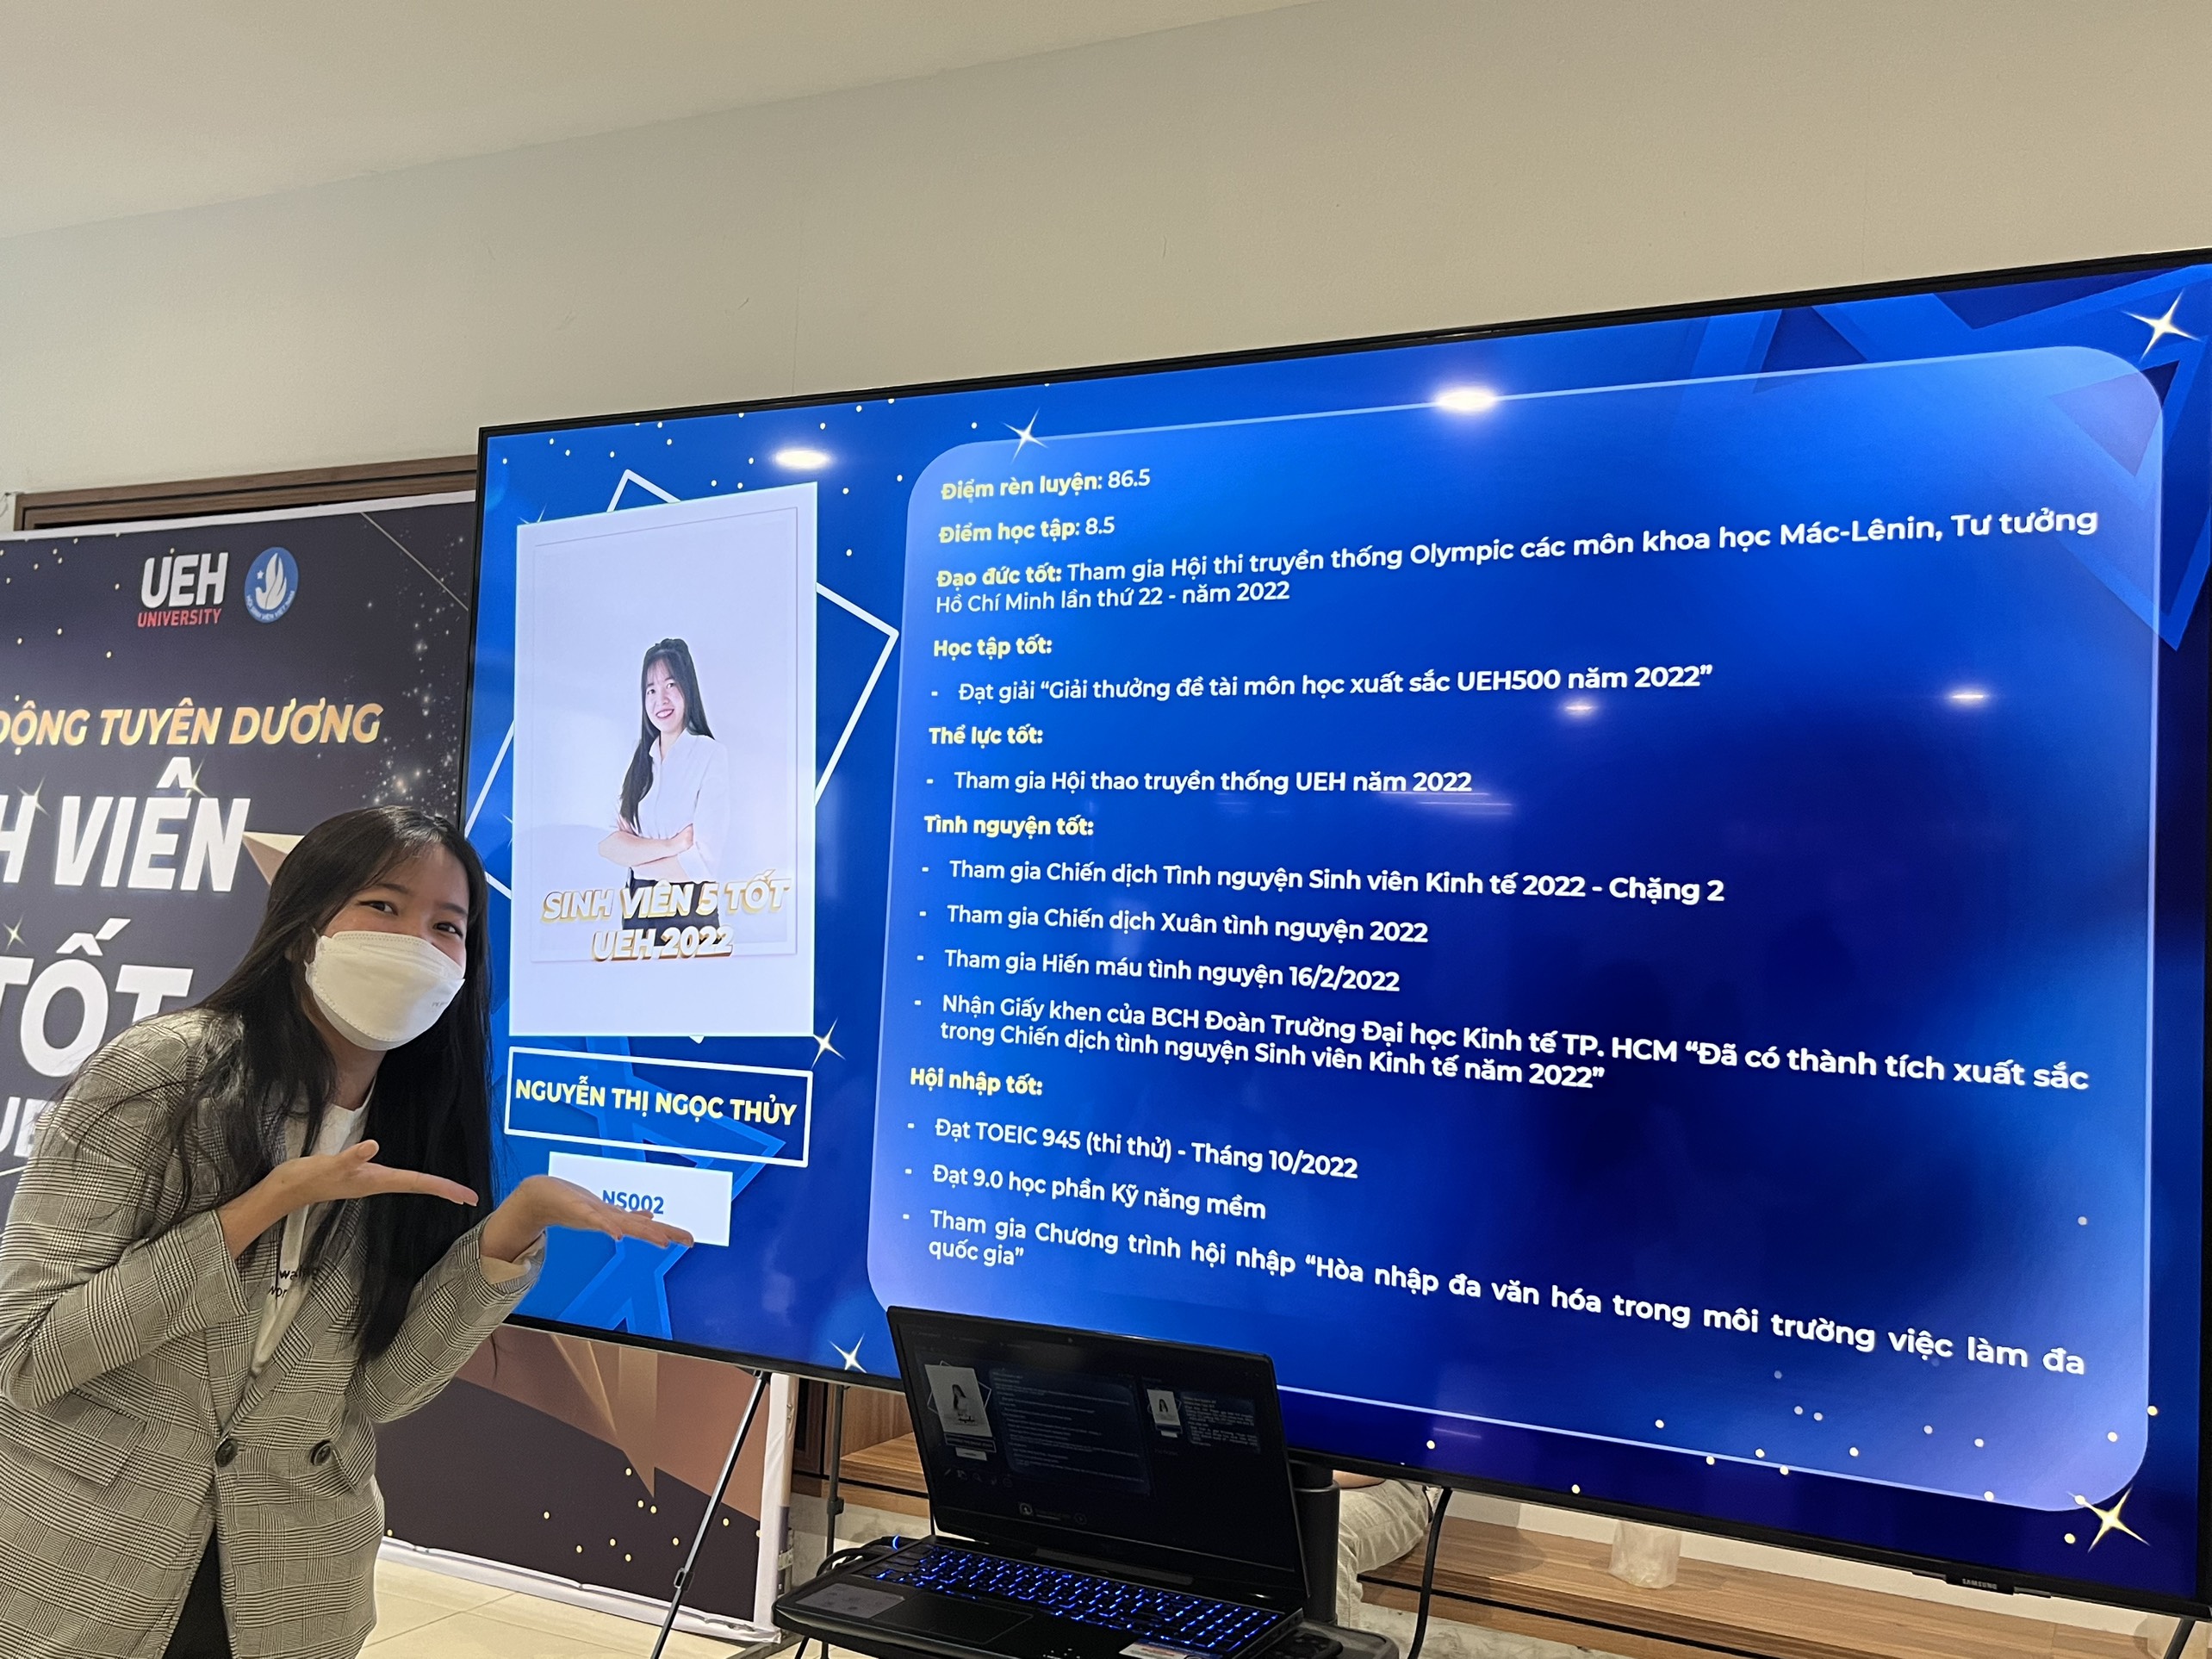 UEH
UNIVERSITY
ĐỘNG TUYÊN DƯƠNG
H VIÊN
TỐT
SINH VIÊN 5 TỐT
UEH 2022
NGUYỄN THỊ NGỌC THỦY
NS002
Điểm rèn luyện: 86.5
Điểm học tập: 8.5
Đạo đức tốt: Tham gia Hội thi truyền thống Olympic các môn khoa học Mác-Lênin, Tư tưởng
Hồ Chí Minh lần thứ 22 - năm 2022
Học tập tốt:
- Đạt giải “Giải thưởng đề tài môn học xuất sắc UEH500 năm 2022”
Thể lực tốt:
- Tham gia Hội thao truyền thống UEH năm 2022
Tình nguyện tốt:
- Tham gia Chiến dịch Tình nguyện Sinh viên Kinh tế 2022 - Chặng 2
- Tham gia Chiến dịch Xuân tình nguyện 2022
- Tham gia Hiến máu tình nguyện 16/2/2022
- Nhận Giấy khen của BCH Đoàn Trường Đại học Kinh tế TP. HCM “Đã có thành tích xuất sắc
trong Chiến dịch tình nguyện Sinh viên Kinh tế năm 2022”
Hội nhập tốt:
- Đạt TOEIC 945 (thi thử) - Tháng 10/2022
- Đạt 9.0 học phần Kỹ năng mềm
- Tham gia Chương trình hội nhập “Hòa nhập đa văn hóa trong môi trường việc làm đa
quốc gia”
SAMSUNG